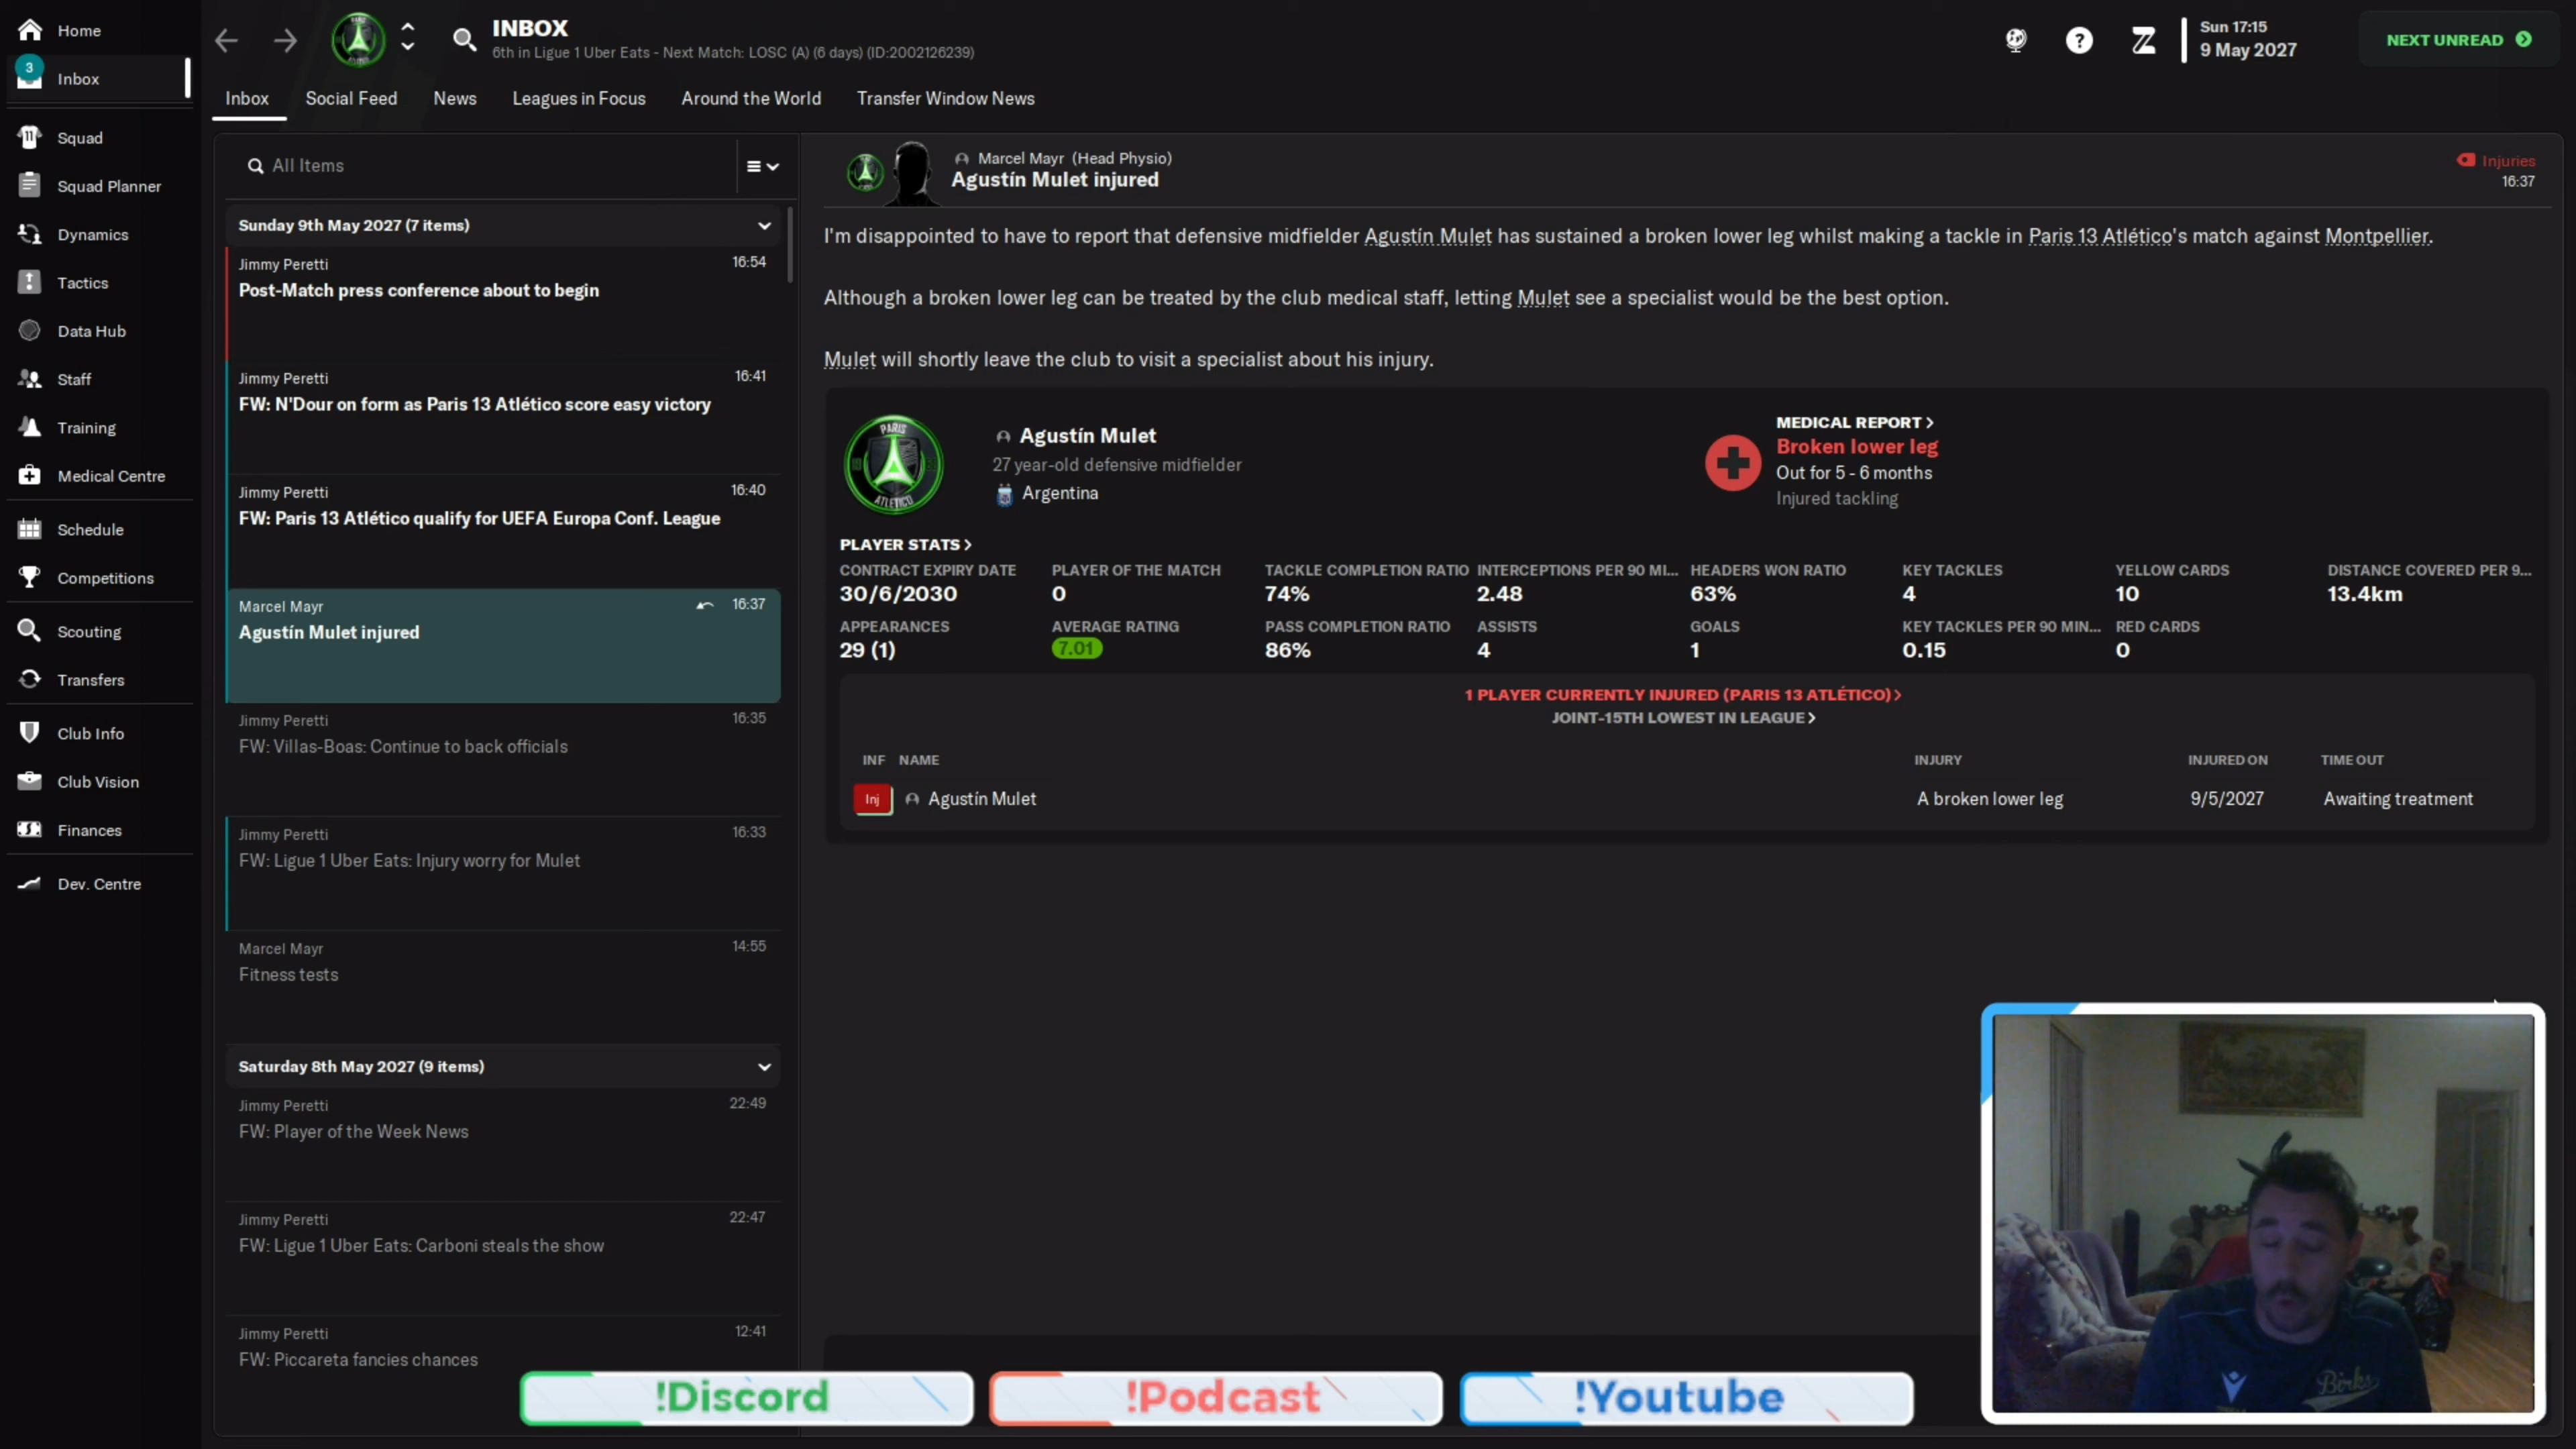 Home
3
Inbox
Squad
Squad Planner
Dynamics
Tactics
Data Hub
Staff
Training
Medical Centre
Schedule
Competitions
Scouting
Transfers
Club Info
Club Vision
Finances
Dev. Centre
INBOX
6th in Ligue 1 Uber Eats - Next Match: LOSC (A) (6 days) (ID:2002126239)
Sun 17:15
9 May 2027
NEXT UNREAD
Inbox
Social Feed
News
Leagues in Focus
Around the World
Transfer Window News
All Items
Sunday 9th May 2027 (7 items)
Jimmy Peretti 16:54
Post-Match press conference about to begin
Jimmy Peretti 16:41
FW: N'Dour on form as Paris 13 Atlético score easy victory
Jimmy Peretti 16:40
FW: Paris 13 Atlético qualify for UEFA Europa Conf. League
Marcel Mayr 16:37
Agustín Mulet injured
Jimmy Peretti 16:35
FW: Villas-Boas: Continue to back officials
Jimmy Peretti 16:33
FW: Ligue 1 Uber Eats: Injury worry for Mulet
Marcel Mayr 14:55
Fitness tests
Saturday 8th May 2027 (9 items)
Jimmy Peretti 22:49
FW: Player of the Week News
Jimmy Peretti 22:47
FW: Ligue 1 Uber Eats: Carboni steals the show
Jimmy Peretti 12:41
FW: Piccareta fancies chances
Marcel Mayr (Head Physio)
Agustín Mulet injured
Injuries
16:37
I'm disappointed to have to report that defensive midfielder Agustín Mulet has sustained a broken lower leg whilst making a tackle in Paris 13 Atlético's match against Montpellier.
Although a broken lower leg can be treated by the club medical staff, letting Mulet see a specialist would be the best option.
Mulet will shortly leave the club to visit a specialist about his injury.
PARIS
ATLETICO
Agustín Mulet
27 year-old defensive midfielder
Argentina
MEDICAL REPORT
Broken lower leg
Out for 5 - 6 months
Injured tackling
PLAYER STATS
CONTRACT EXPIRY DATE PLAYER OF THE MATCH TACKLE COMPLETION RATIO INTERCEPTIONS PER 90 MI... HEADERS WON RATIO KEY TACKLES YELLOW CARDS DISTANCE COVERED PER 9...
30/6/2030 0 74% 2.48 63% 4 10 13.4km
APPEARANCES AVERAGE RATING PASS COMPLETION RATIO ASSISTS GOALS KEY TACKLES PER 90 MIN... RED CARDS
29 (1) 7.01 86% 4 1 0.15 0
1 PLAYER CURRENTLY INJURED (PARIS 13 ATLÉTICO)
JOINT-15TH LOWEST IN LEAGUE
INF NAME INJURY INJURED ON TIME OUT
Inj Agustín Mulet A broken lower leg 9/5/2027 Awaiting treatment
!Discord
!Podcast
!Youtube
Birks